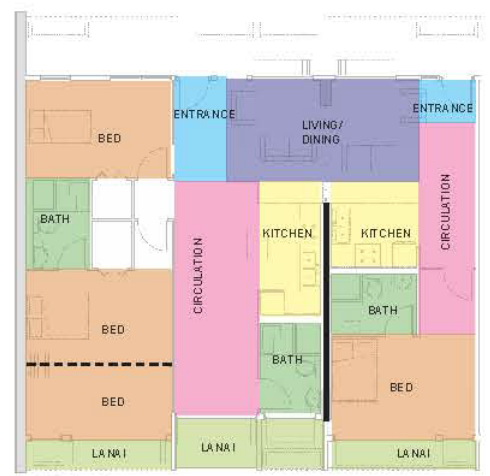 ENTRANCE
ENTRANCE
BED
LIVING/
DINING
BATH
KITCHEN
KITCHEN
CIRCULATION
CIRCULATION
BATH
BED
BATH
BED
BED
LANAI
LANAI
LANAI